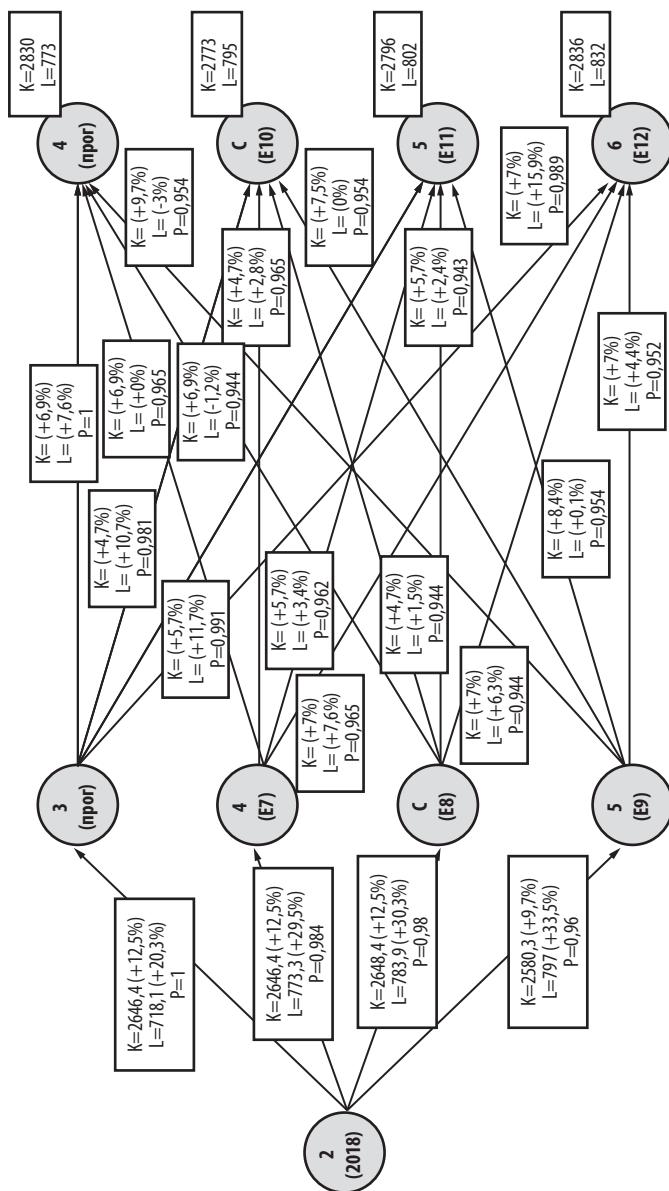 2
(2018)
K=2646,4 (+12,5%)
L=718,1 (+20,3%)
P=1
K=2646,4 (+12,5%)
L=773,3 (+29,5%)
P=0,984
K=2648,4 (+12,5%)
L=783,9 (+30,3%)
P=0,98
K=2580,3 (+9,7%)
L=797 (+33,5%)
P=0,96
3
(прог)
4
(E7)
C
(E8)
5
(E9)
K= (+6,9%)
L= (+7,6%)
P=1
K= (+4,7%)
L= (+10,7%)
P=0,981
K= (+5,7%)
L= (+11,7%)
P=0,991
K= (+6,9%)
L= (+0%)
P=0,965
K= (+6,9%)
L= (-1,2%)
P=0,944
K= (+9,7%)
L= (-3%)
P=0,954
K= (+4,7%)
L= (+2,8%)
P=0,965
K= (+7,5%)
L= (0%)
P=0,954
K= (+5,7%)
L= (+3,4%)
P=0,962
K= (+7%)
L= (+7,6%)
P=0,965
K= (+4,7%)
L= (+1,5%)
P=0,944
K= (+5,7%)
L= (+2,4%)
P=0,943
K= (+7%)
L= (+6,3%)
P=0,944
K= (+8,4%)
L= (+0,1%)
P=0,954
K= (+7%)
L= (+4,4%)
P=0,952
K= (+7%)
L= (+15,9%)
P=0,989
4
(прог)
K=2830
L=773
C
(E10)
K=2773
L=795
5
(E11)
K=2796
L=802
6
(E12)
K=2836
L=832